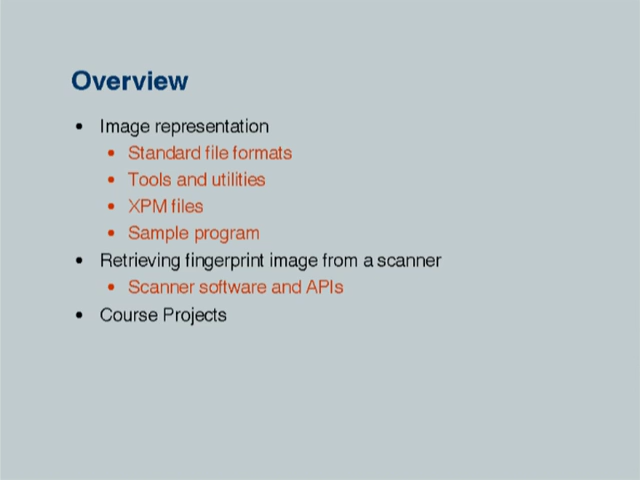 Overview
• Image representation
• Standard file formats
• Tools and utilities
• XPM files
• Sample program
• Retrieving fingerprint image from a scanner
• Scanner software and APIs
• Course Projects